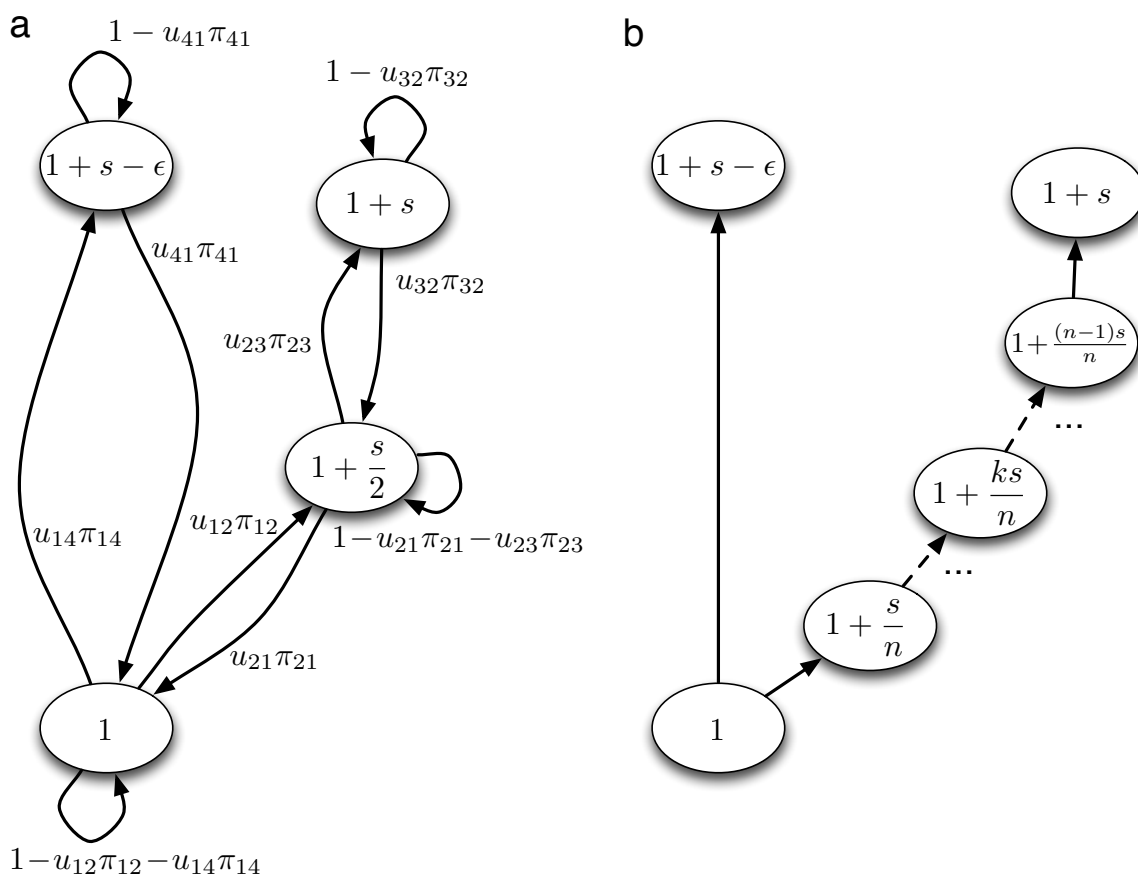 a
1 − u₄₁π₄₁
1 − u₃₂π₃₂
1 + s − ϵ
1 + s
u₄₁π₄₁
u₃₂π₃₂
u₂₃π₂₃
1 + s/2
u₁₄π₁₄
u₁₂π₁₂
1−u₂₁π₂₁−u₂₃π₂₃
u₂₁π₂₁
1
1−u₁₂π₁₂−u₁₄π₁₄
b
1 + s − ϵ
1 + s
1 + (n−1)s/n
...
1 + ks/n
...
1 + s/n
1